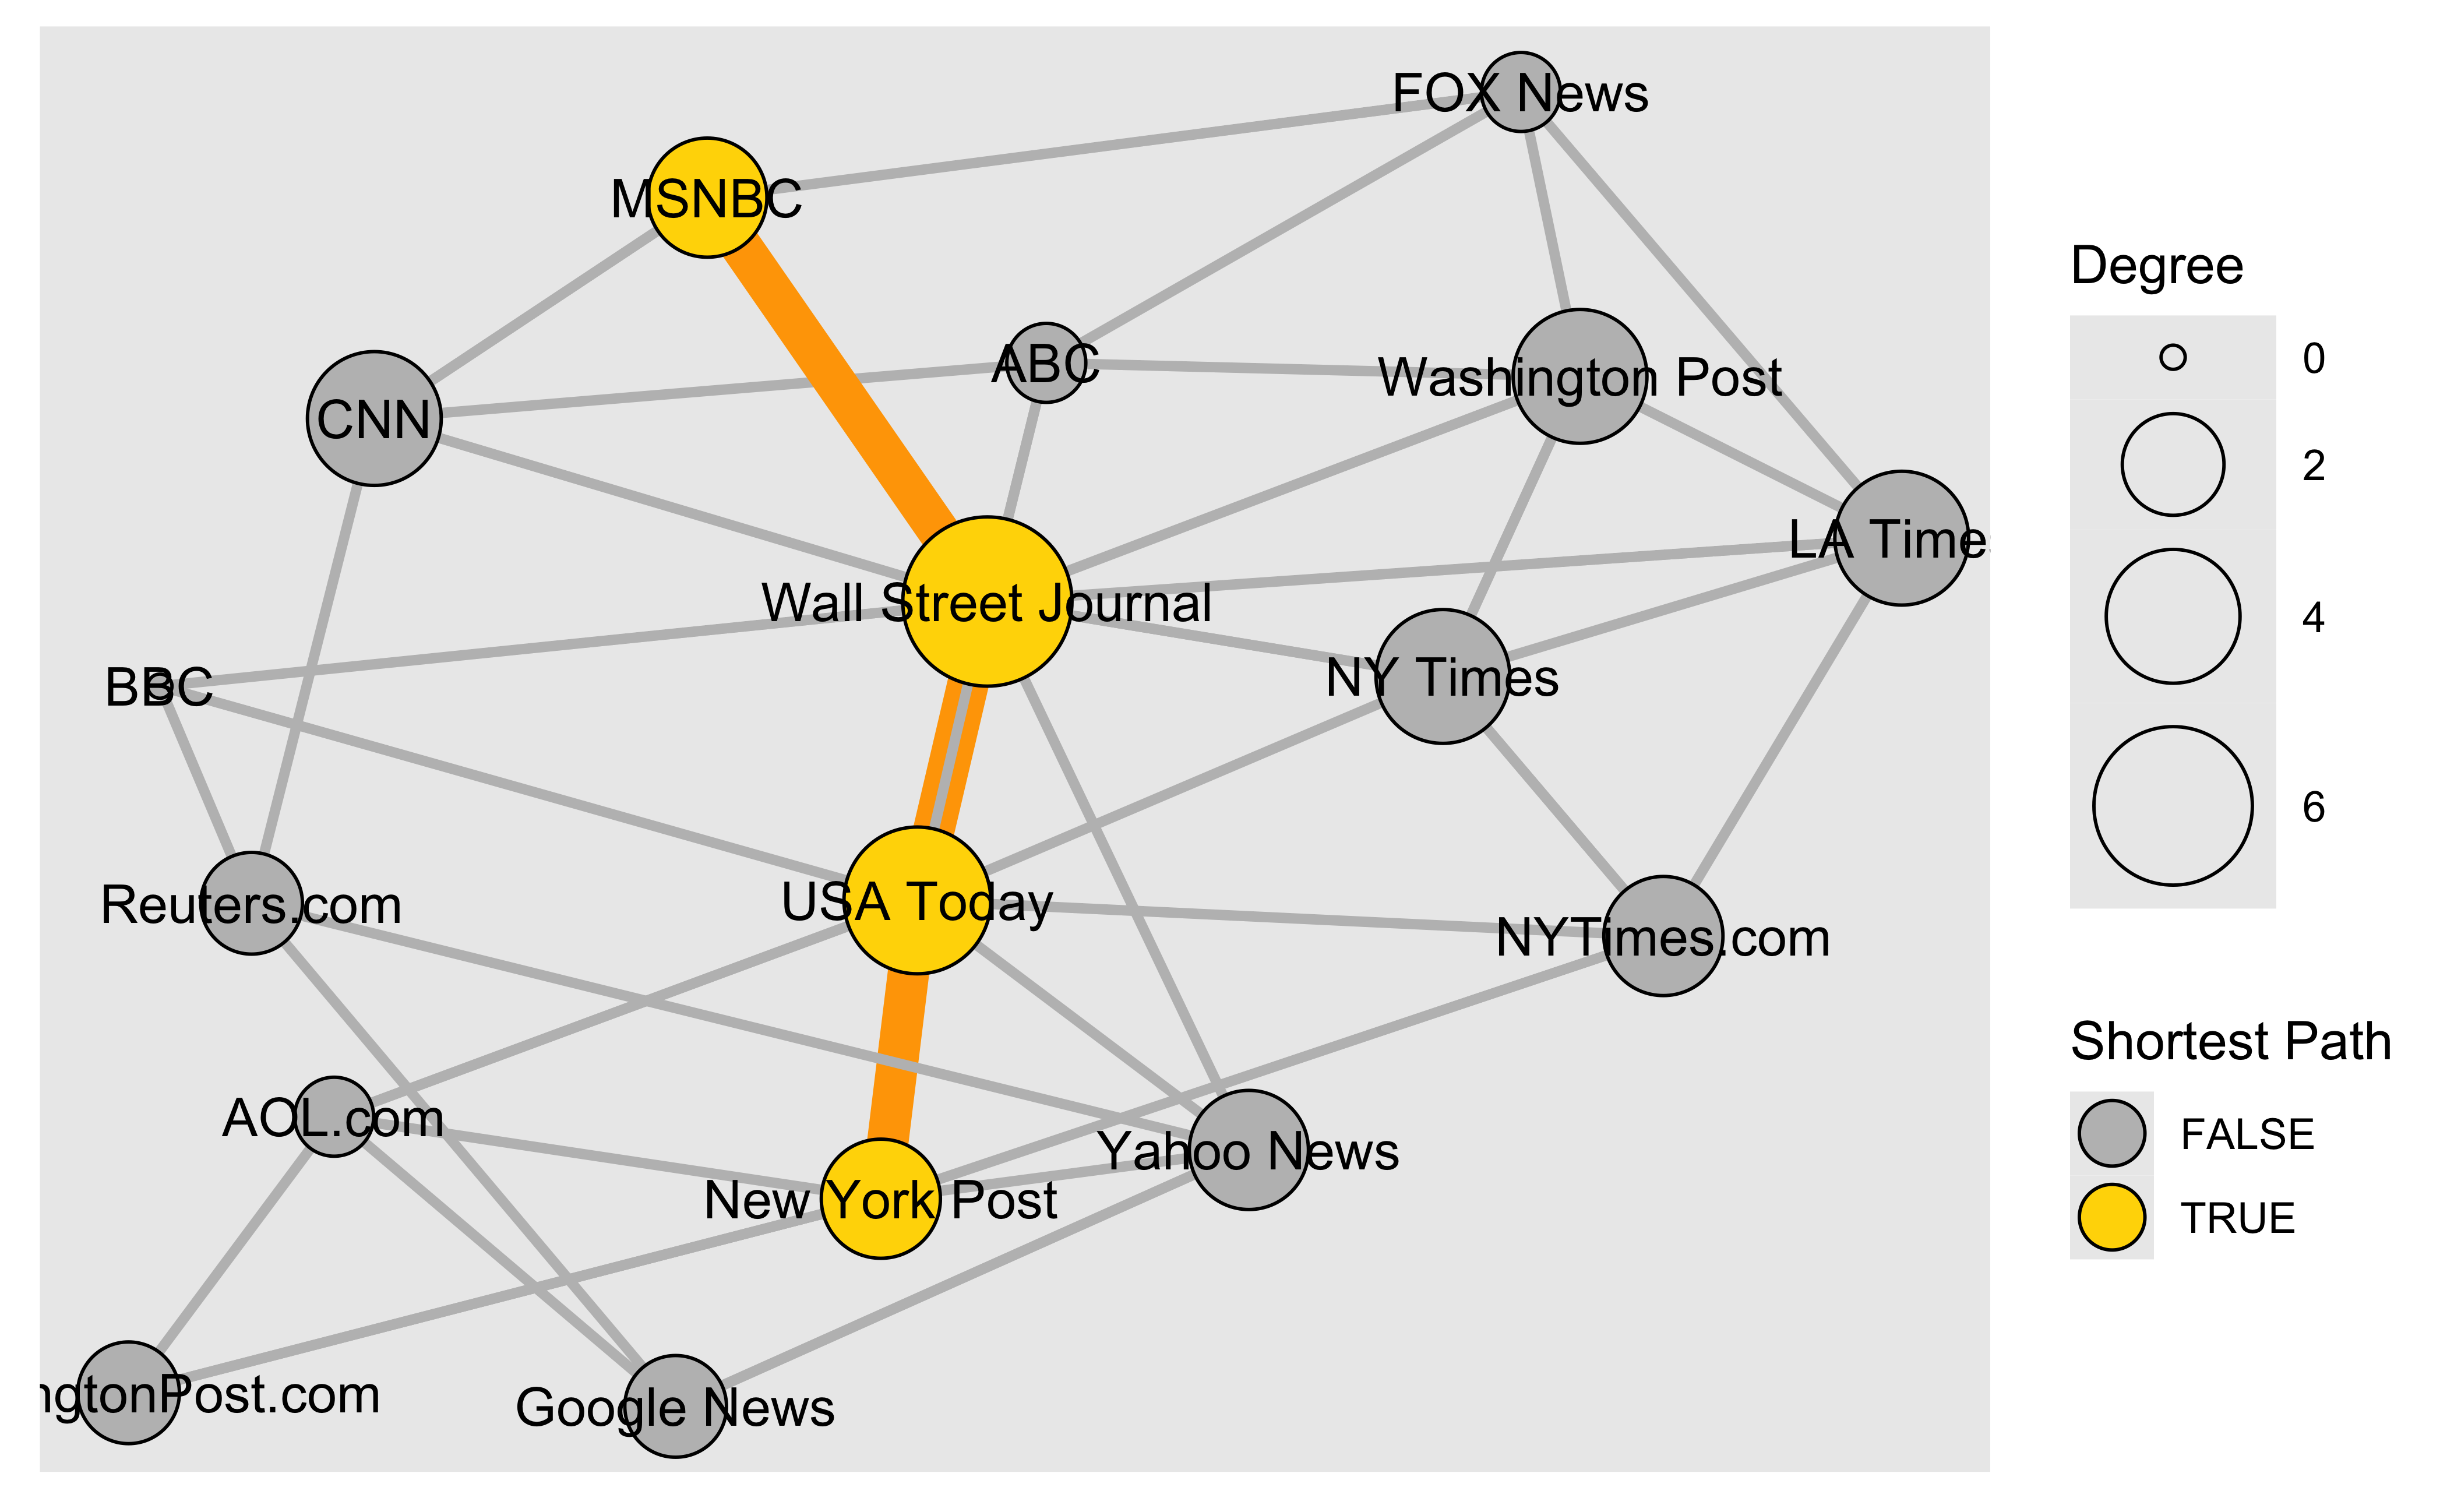 FOX News
MSNBC
ABC
Washington Post
CNN
LA Time
Wall Street Journal
NY Times
BBC
USA Today
Reuters.com
NYTimes.com
AOL.com
Yahoo News
New York Post
ngtonPost.com
Google News
Degree
0
2
4
6
Shortest Path
FALSE
TRUE